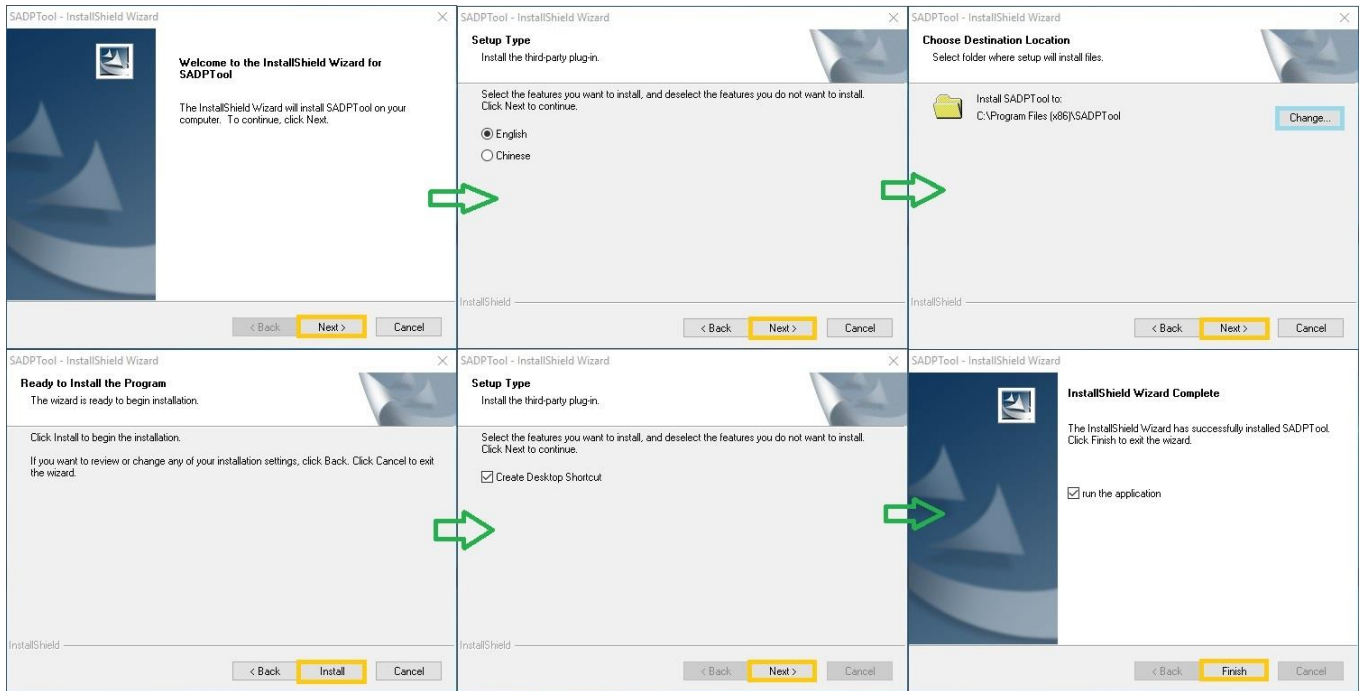 SADPTool - InstallShield Wizard
Welcome to the InstallShield Wizard for
SADPTool
The InstallShield Wizard will install SADPTool on your
computer. To continue, click Next.
< Back
Next >
Cancel
SADPTool - InstallShield Wizard
Setup Type
Install the third-party plug-in.
Select the features you want to install, and deselect the features you do not want to install.
Click Next to continue.
English
Chinese
InstallShield
< Back
Next >
Cancel
SADPTool - InstallShield Wizard
Choose Destination Location
Select folder where setup will install files.
Install SADPTool to:
C:\Program Files (x86)\SADPTool
Change...
InstallShield
< Back
Next >
Cancel
SADPTool - InstallShield Wizard
Ready to Install the Program
The wizard is ready to begin installation.
Click Install to begin the installation.
If you want to review or change any of your installation settings, click Back. Click Cancel to exit
the wizard.
InstallShield
< Back
Install
Cancel
SADPTool - InstallShield Wizard
Setup Type
Install the third-party plug-in.
Select the features you want to install, and deselect the features you do not want to install.
Click Next to continue.
Create Desktop Shortcut
InstallShield
< Back
Next >
Cancel
SADPTool - InstallShield Wizard
InstallShield Wizard Complete
The InstallShield Wizard has successfully installed SADPTool.
Click Finish to exit the wizard.
run the application
< Back
Finish
Cancel